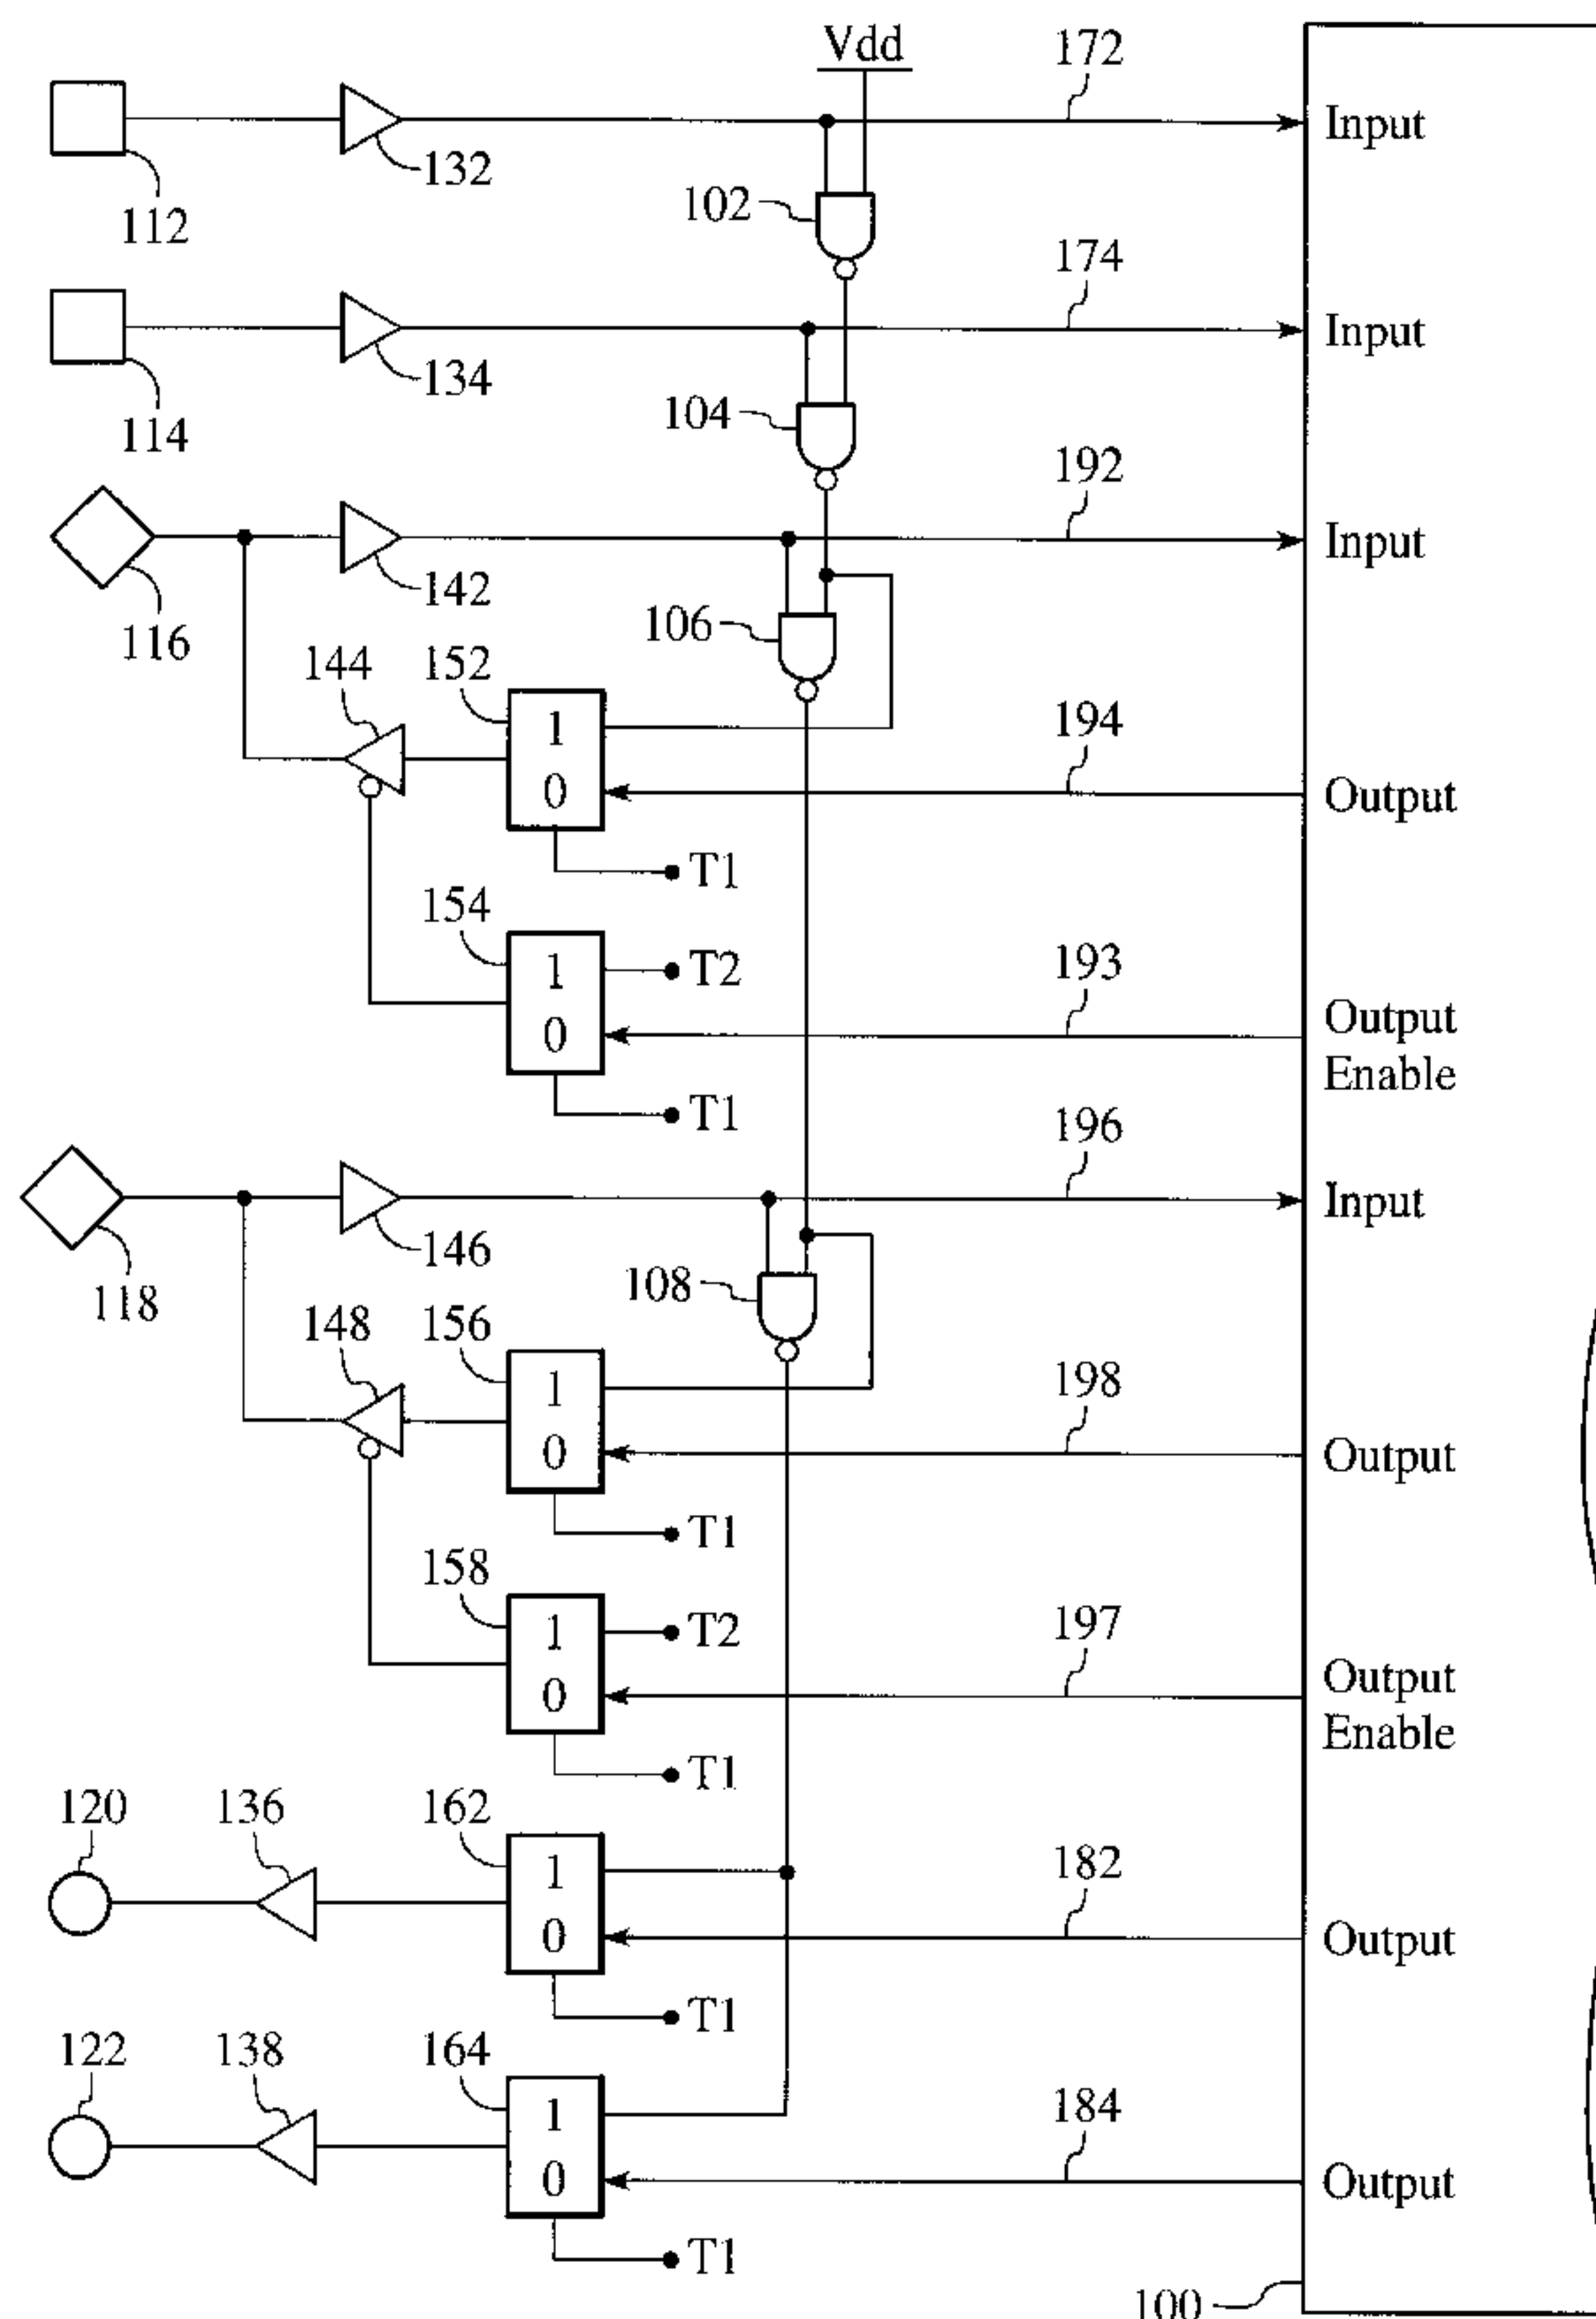 Vdd
172
Input
132
112
102
174
Input
134
114
104
192
Input
142
116
106
144
152
1
0
194
Output
T1
154
1
0
T2
193
Output
Enable
T1
196
Input
146
118
108
148
156
1
0
198
Output
T1
158
1
0
T2
197
Output
Enable
T1
120
136
162
1
0
182
Output
T1
122
138
164
1
0
184
Output
T1
100